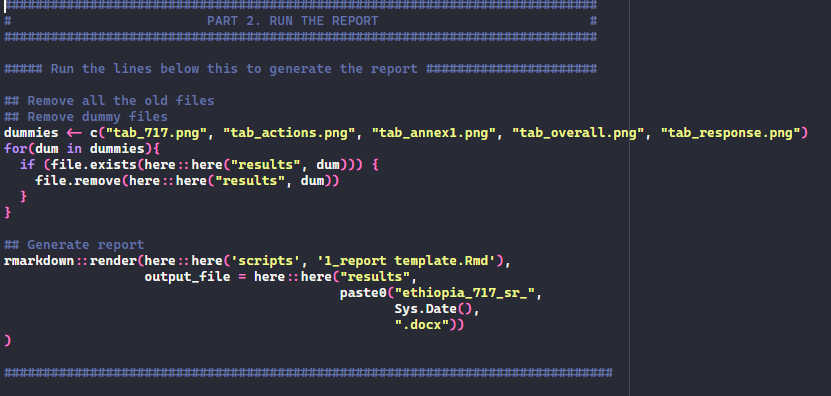 ############################################################################
#                         PART 2. RUN THE REPORT                           #
############################################################################

##### Run the lines below this to generate the report ######################

## Remove all the old files
## Remove dummy files
dummies <- c("tab_717.png", "tab_actions.png", "tab_annex1.png", "tab_overall.png", "tab_response.png")
for(dum in dummies){
  if (file.exists(here::here("results", dum))) {
    file.remove(here::here("results", dum))
  }
}

## Generate report
rmarkdown::render(here::here('scripts', '1_report template.Rmd'),
                  output_file = here::here("results",
                                           paste0("ethiopia_717_sr_",
                                                  Sys.Date(),
                                                  ".docx"))
)

##############################################################################